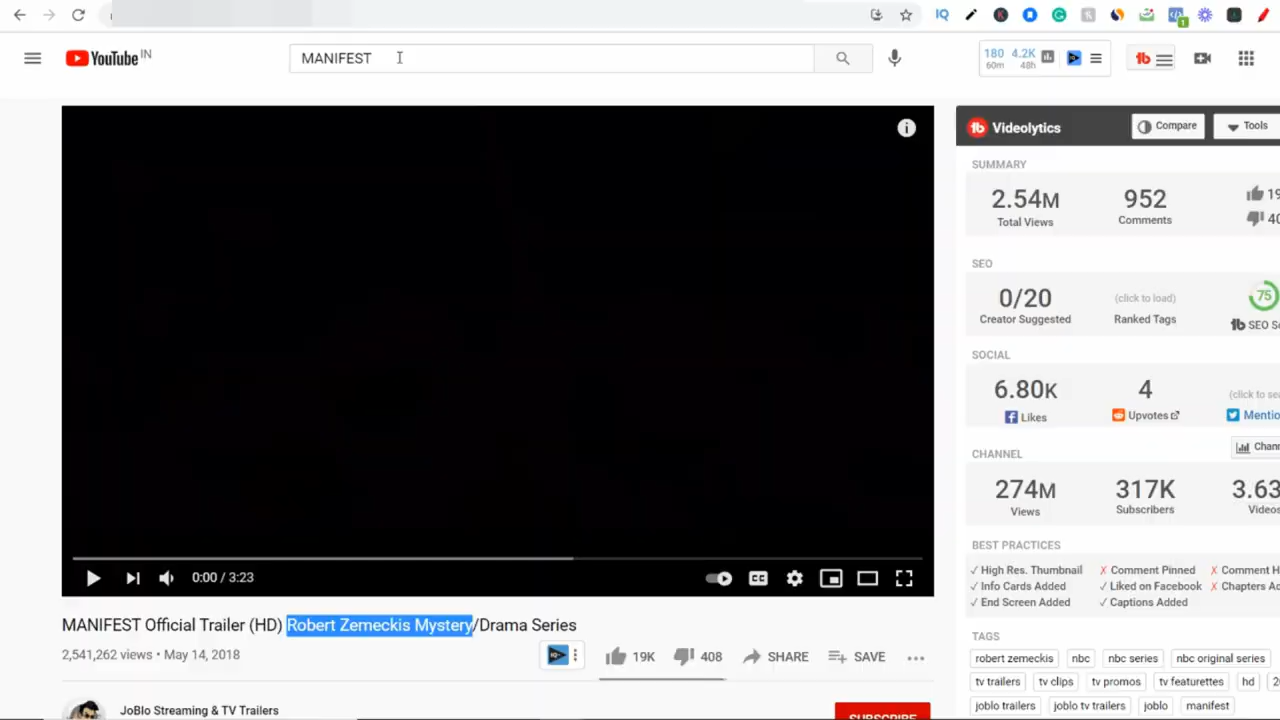 YouTube IN
MANIFEST
180 4.2K
60m 48h
Videolytics
Compare
Tools
SUMMARY
2.54M
Total Views
952
Comments
SEO
0/20
Creator Suggested
(click to load)
Ranked Tags
75
SOCIAL
6.80K
Likes
4
Upvotes
CHANNEL
274M
Views
317K
Subscribers
3.63
BEST PRACTICES
✓ High Res. Thumbnail ✗ Comment Pinned
✓ Info Cards Added ✓ Liked on Facebook
✓ End Screen Added ✓ Captions Added
TAGS
robert zemeckis nbc nbc series nbc original series
tv trailers tv clips tv promos tv featurettes hd
joblo trailers joblo tv trailers joblo manifest
0:00 / 3:23
MANIFEST Official Trailer (HD) Robert Zemeckis Mystery/Drama Series
2,541,262 views • May 14, 2018
19K 408 SHARE SAVE
JoBlo Streaming & TV Trailers
SUBSCRIBE